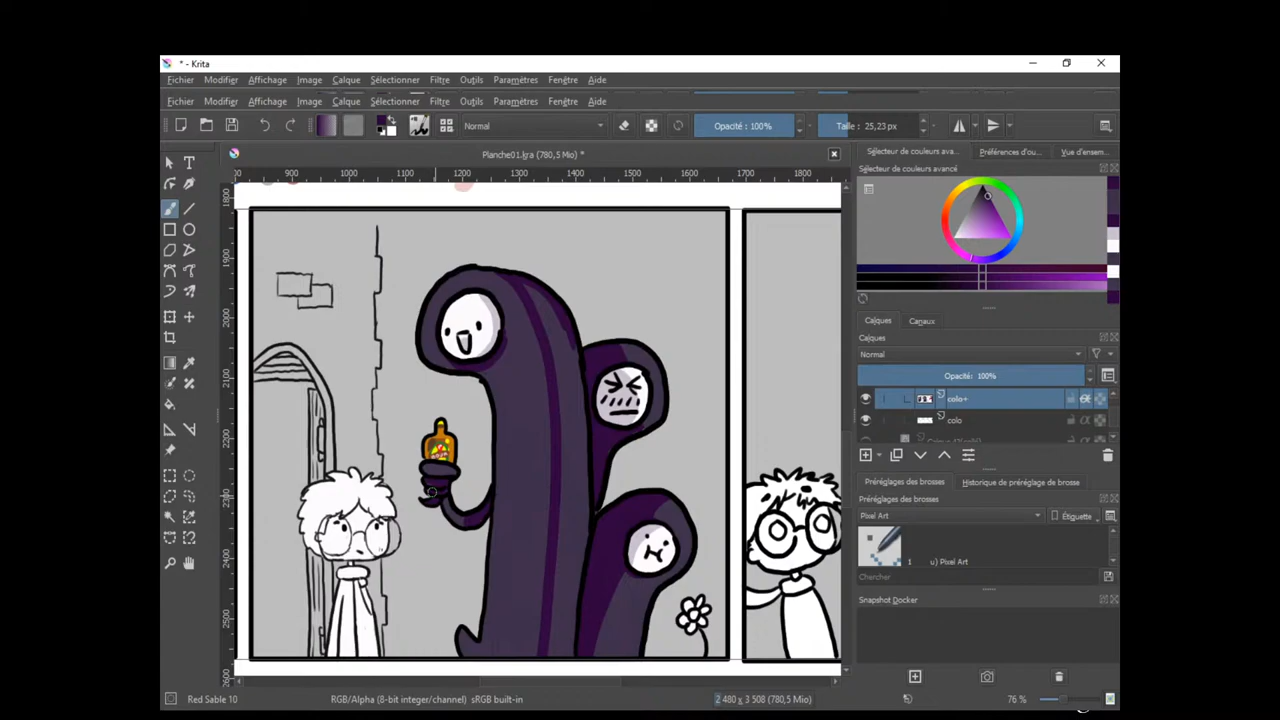 * - Krita
Fichier Modifier Affichage Image Calque Sélectionner Filtre Outils Paramètres Fenêtre Aide
Fichier Modifier Affichage Image Calque Sélectionner Filtre Outils Paramètres Fenêtre Aide
Normal Opacité : 100% Taille : 25,23 px
Planche01.kra (780,5 Mio) *
Sélecteur de couleurs ava... Préférences d'ou... Vue d'ensem...
Sélecteur de couleurs avancé
900 1000 1100 1200 1300 1400 1500 1600 1700 1800
Calques Canaux
Calques
Normal
Opacité: 100%
colo+
colo
Préréglages des brosses Historique de préréglage de brosse
Préréglages des brosses
Pixel Art Étiquette
1 u) Pixel Art
Chercher
Snapshot Docker
Red Sable 10 RGB/Alpha (8-bit integer/channel) sRGB built-in 2 480 x 3 508 (780,5 Mio) 76 %